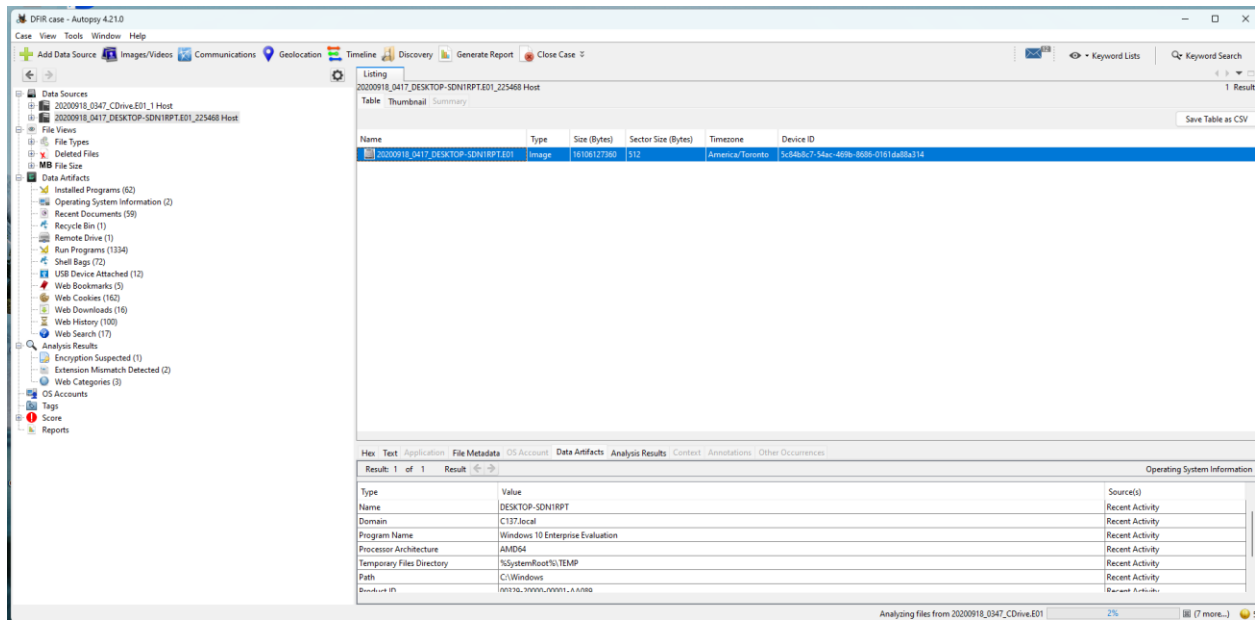 DFIR case - Autopsy 4.21.0
Case View Tools Window Help
Add Data Source Images/Videos Communications Geolocation Timeline Discovery Generate Report Close Case Keyword Lists Keyword Search
Data Sources
20200918_0347_CDrive.E01_1 Host
20200918_0417_DESKTOP-SDN1RPT.E01_225468 Host
File Views
File Types
Deleted Files
MB File Size
Data Artifacts
Installed Programs (62)
Operating System Information (2)
Recent Documents (59)
Recycle Bin (1)
Remote Drive (1)
Run Programs (1334)
Shell Bags (72)
USB Device Attached (12)
Web Bookmarks (5)
Web Cookies (162)
Web Downloads (16)
Web History (100)
Web Search (17)
Analysis Results
Encryption Suspected (1)
Extension Mismatch Detected (2)
Web Categories (3)
OS Accounts
Tags
Score
Reports
Listing
20200918_0417_DESKTOP-SDN1RPT.E01_225468 Host
1 Result
Table Thumbnail Summary
Save Table as CSV
Name Type Size (Bytes) Sector Size (Bytes) Timezone Device ID
20200918_0417_DESKTOP-SDN1RPT.E01 Image 16106127360 512 America/Toronto 5c84b8c7-54ac-469b-8686-0161da88a314
Hex Text Application File Metadata OS Account Data Artifacts Analysis Results Context Annotations Other Occurrences
Result: 1 of 1 Result Operating System Information
Type Value Source(s)
Name DESKTOP-SDN1RPT Recent Activity
Domain C137.local Recent Activity
Program Name Windows 10 Enterprise Evaluation Recent Activity
Processor Architecture AMD64 Recent Activity
Temporary Files Directory %SystemRoot%\TEMP Recent Activity
Path C:\Windows Recent Activity
Product ID 00329-20000-00001-AA089 Recent Activity
Analyzing files from 20200918_0347_CDrive.E01 2% (7 more...)